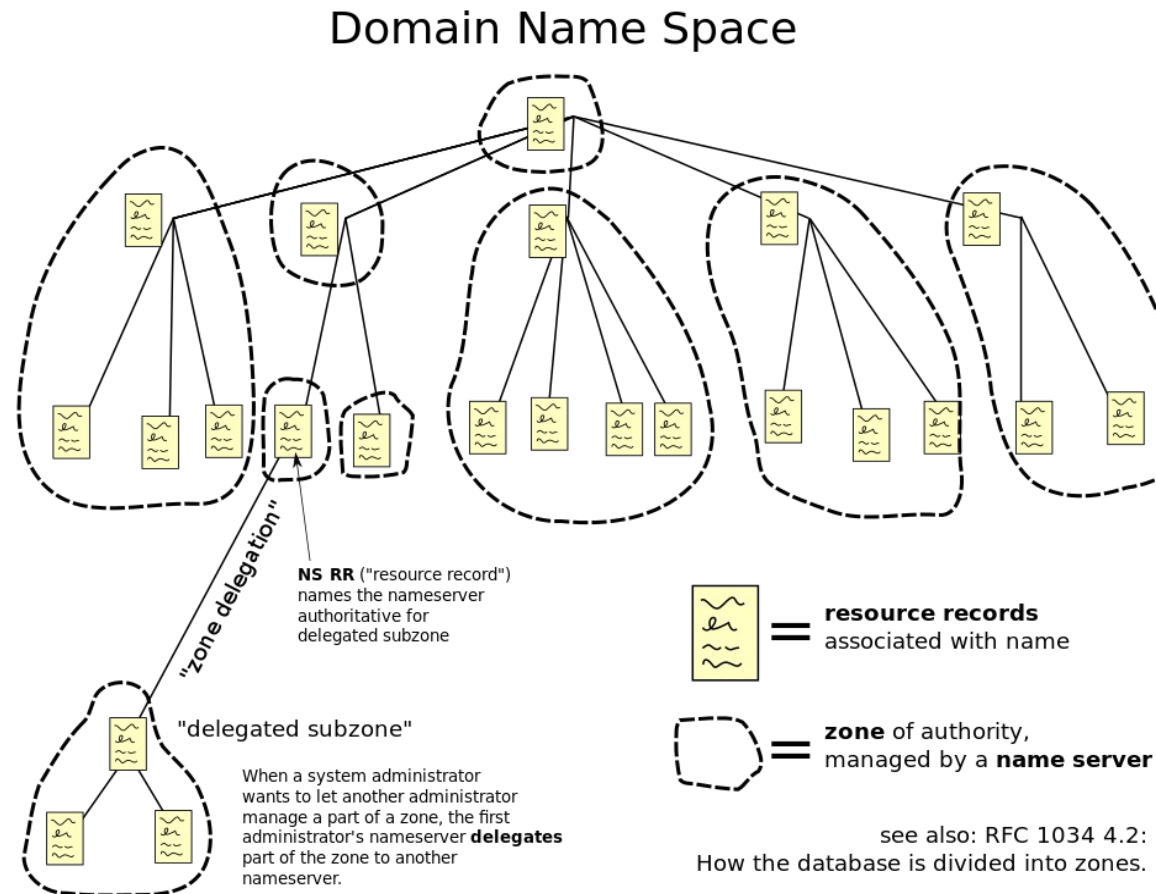 Domain Name Space
"zone delegation"
NS RR ("resource record")
names the nameserver
authoritative for
delegated subzone
"delegated subzone"
When a system administrator
wants to let another administrator
manage a part of a zone, the first
administrator's nameserver delegates
part of the zone to another
nameserver.
= resource records
associated with name
= zone of authority,
managed by a name server
see also: RFC 1034 4.2:
How the database is divided into zones.